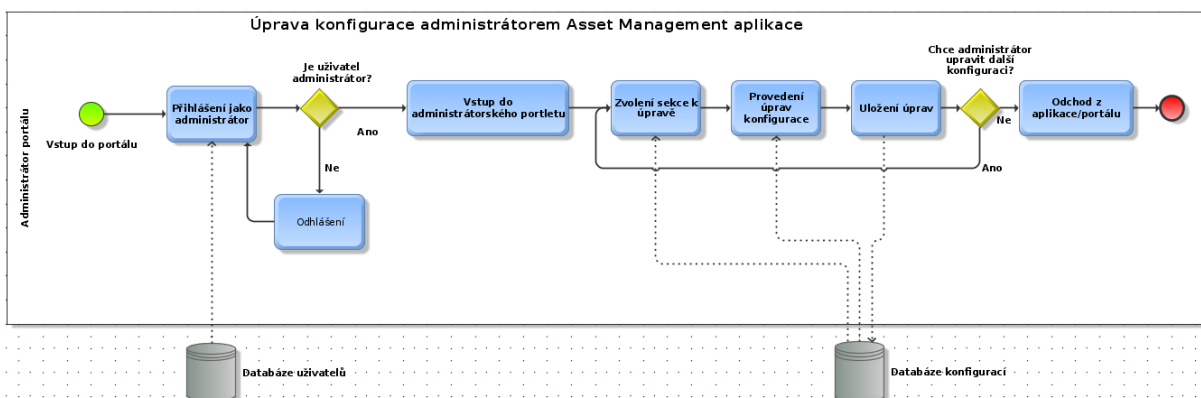 Úprava konfigurace administrátorem Asset Management aplikace
Administrátor portálu
Vstup do portálu
Přihlášení jako
administrátor
Je uživatel
administrátor?
Ano
Ne
Odhlášení
Vstup do
administrátorského portletu
Zvolení sekce k
úpravě
Provedení
úprav
konfigurace
Uložení úprav
Chce administrátor
upravit další
konfiguraci?
Ne
Ano
Odchod z
aplikace/portálu
Databáze uživatelů
Databáze konfigurací